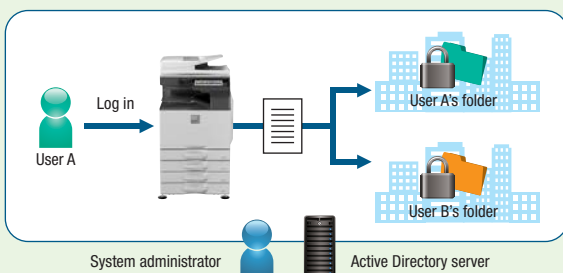 Log in
User A
User A's folder
User B's folder
System administrator
Active Directory server